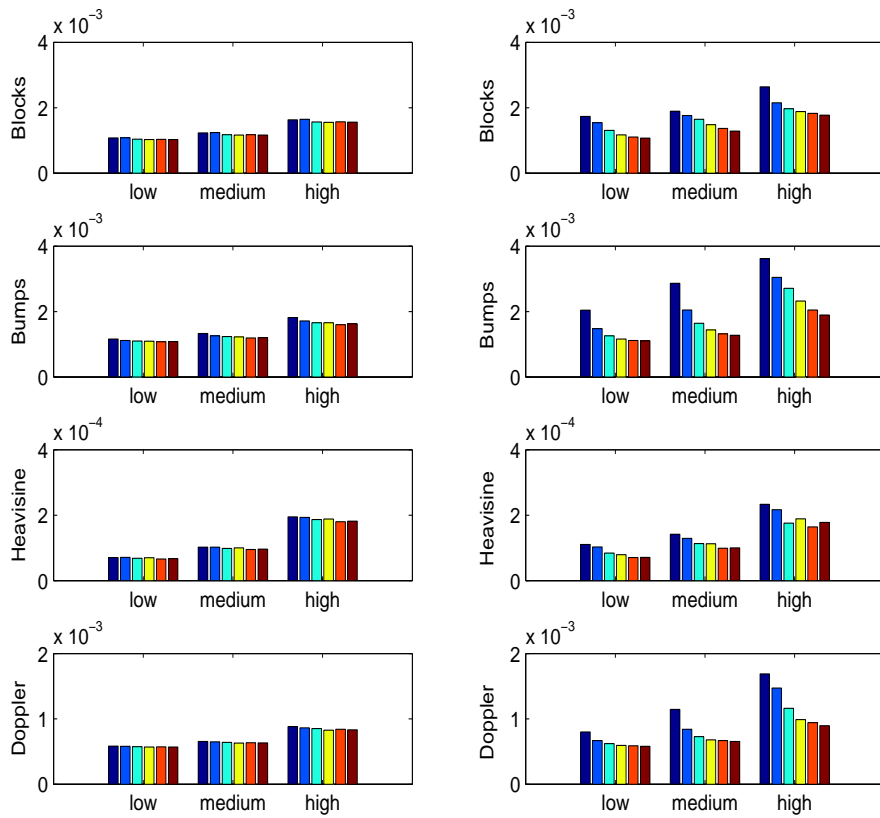 x 10⁻³
4
2
0
Blocks
low medium high
x 10⁻³
4
2
0
Blocks
low medium high
x 10⁻³
4
2
0
Bumps
low medium high
x 10⁻³
4
2
0
Bumps
low medium high
x 10⁻⁴
4
2
0
Heavisine
low medium high
x 10⁻⁴
4
2
0
Heavisine
low medium high
x 10⁻³
2
1
0
Doppler
low medium high
x 10⁻³
2
1
0
Doppler
low medium high